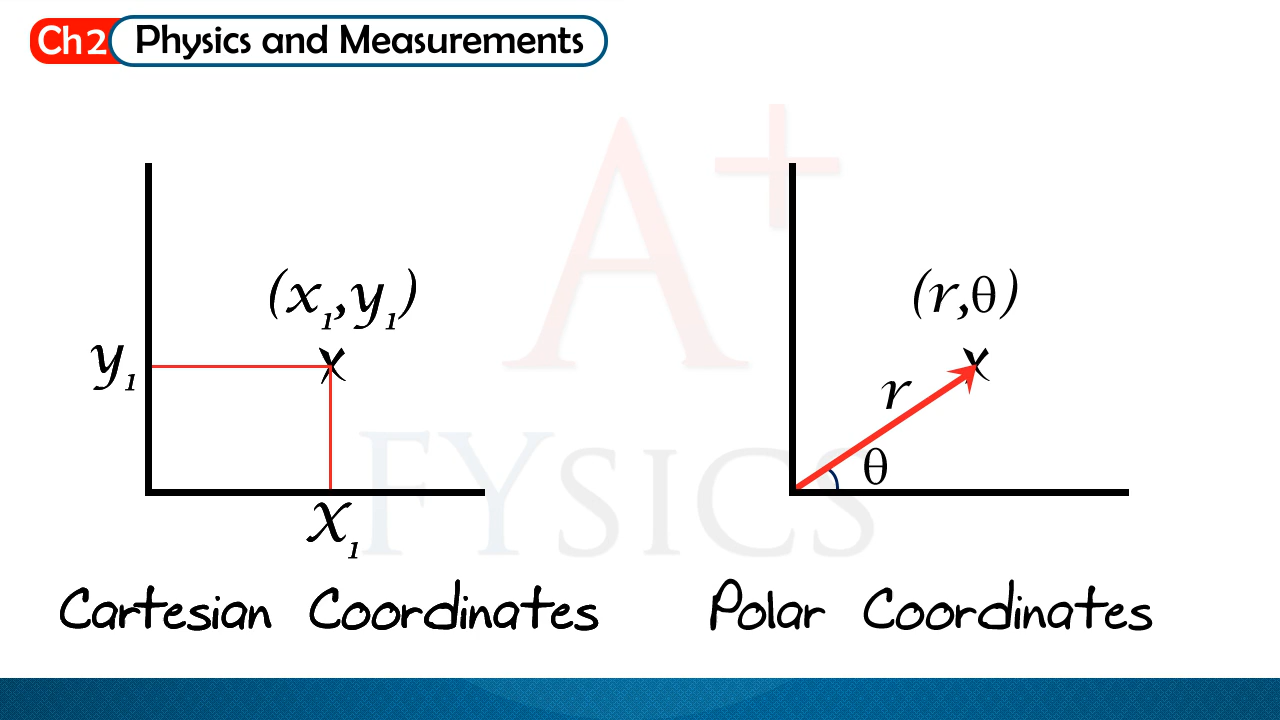 Ch2 Physics and Measurements
A+
FYSICS
(x₁,y₁)
y₁
x
X₁
Cartesian Coordinates
(r,θ)
x
r
θ
Polar Coordinates